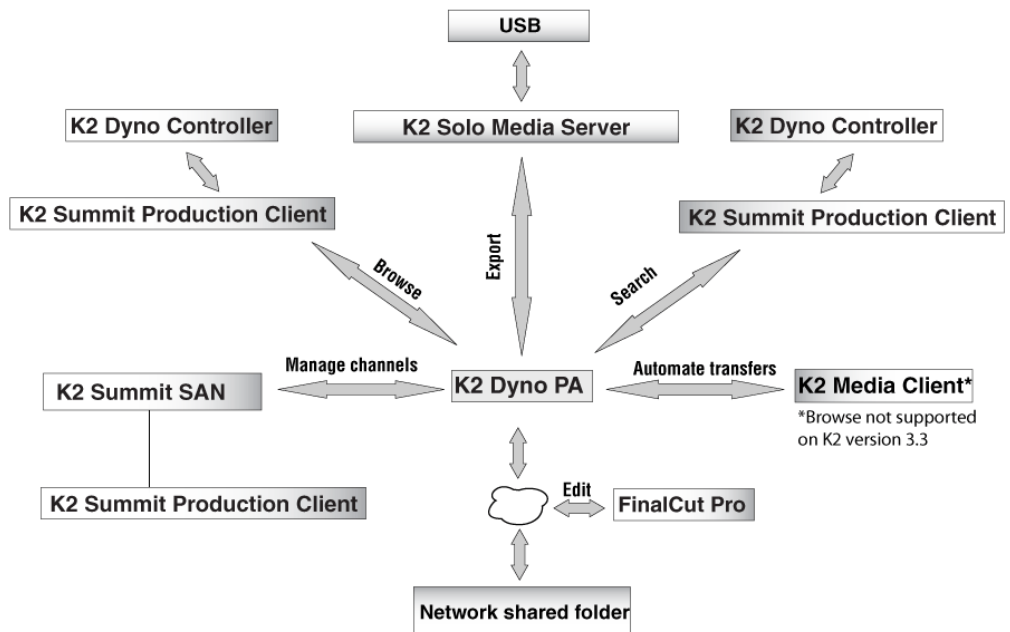 USB
K2 Dyno Controller
K2 Solo Media Server
K2 Dyno Controller
K2 Summit Production Client
K2 Summit Production Client
Browse
Export
Search
Manage channels
Automate transfers
K2 Summit SAN
K2 Dyno PA
K2 Media Client*
*Browse not supported
on K2 version 3.3
K2 Summit Production Client
Edit
FinalCut Pro
Network shared folder